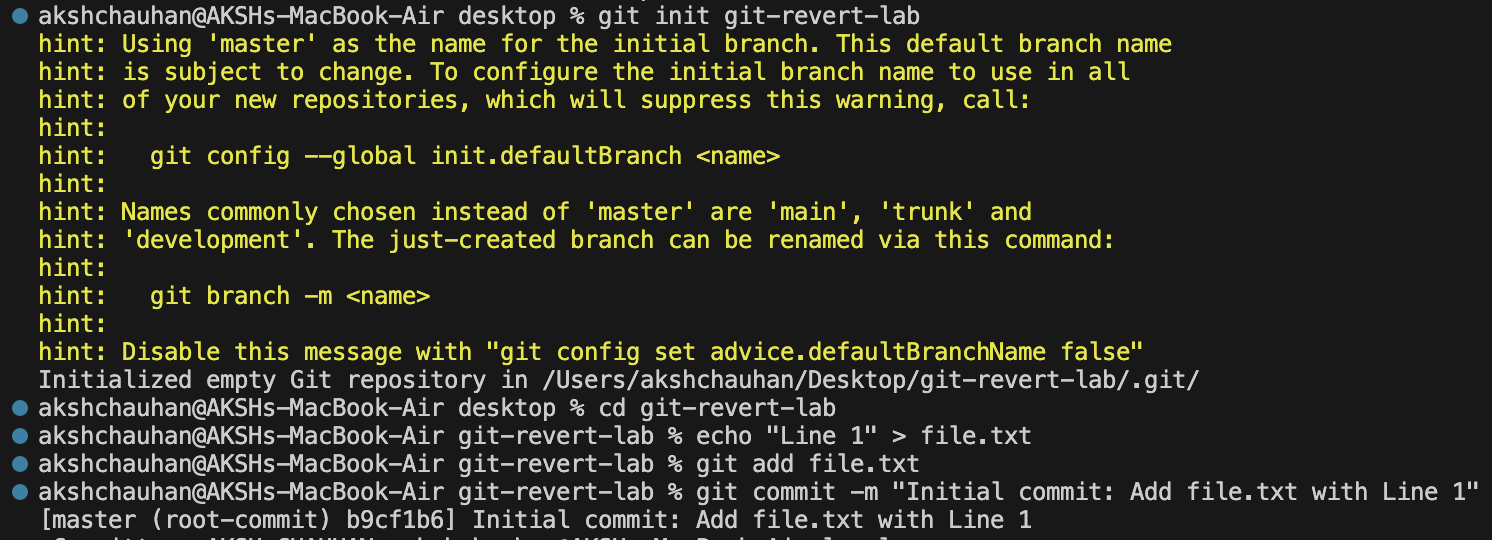 akshchauhan@AKSHs-MacBook-Air desktop % git init git-revert-lab
hint: Using 'master' as the name for the initial branch. This default branch name
hint: is subject to change. To configure the initial branch name to use in all
hint: of your new repositories, which will suppress this warning, call:
hint:
hint:   git config --global init.defaultBranch <name>
hint:
hint: Names commonly chosen instead of 'master' are 'main', 'trunk' and
hint: 'development'. The just-created branch can be renamed via this command:
hint:
hint:   git branch -m <name>
hint:
hint: Disable this message with "git config set advice.defaultBranchName false"
Initialized empty Git repository in /Users/akshchauhan/Desktop/git-revert-lab/.git/
akshchauhan@AKSHs-MacBook-Air desktop % cd git-revert-lab
akshchauhan@AKSHs-MacBook-Air git-revert-lab % echo "Line 1" > file.txt
akshchauhan@AKSHs-MacBook-Air git-revert-lab % git add file.txt
akshchauhan@AKSHs-MacBook-Air git-revert-lab % git commit -m "Initial commit: Add file.txt with Line 1"
[master (root-commit) b9cf1b6] Initial commit: Add file.txt with Line 1